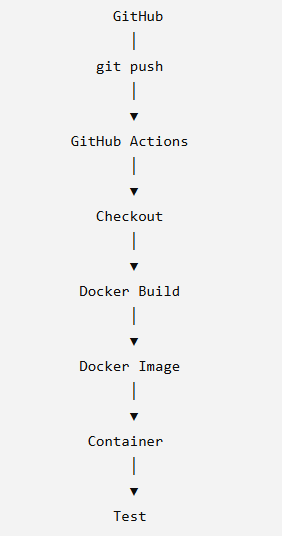 GitHub
git push
GitHub Actions
Checkout
Docker Build
Docker Image
Container
Test